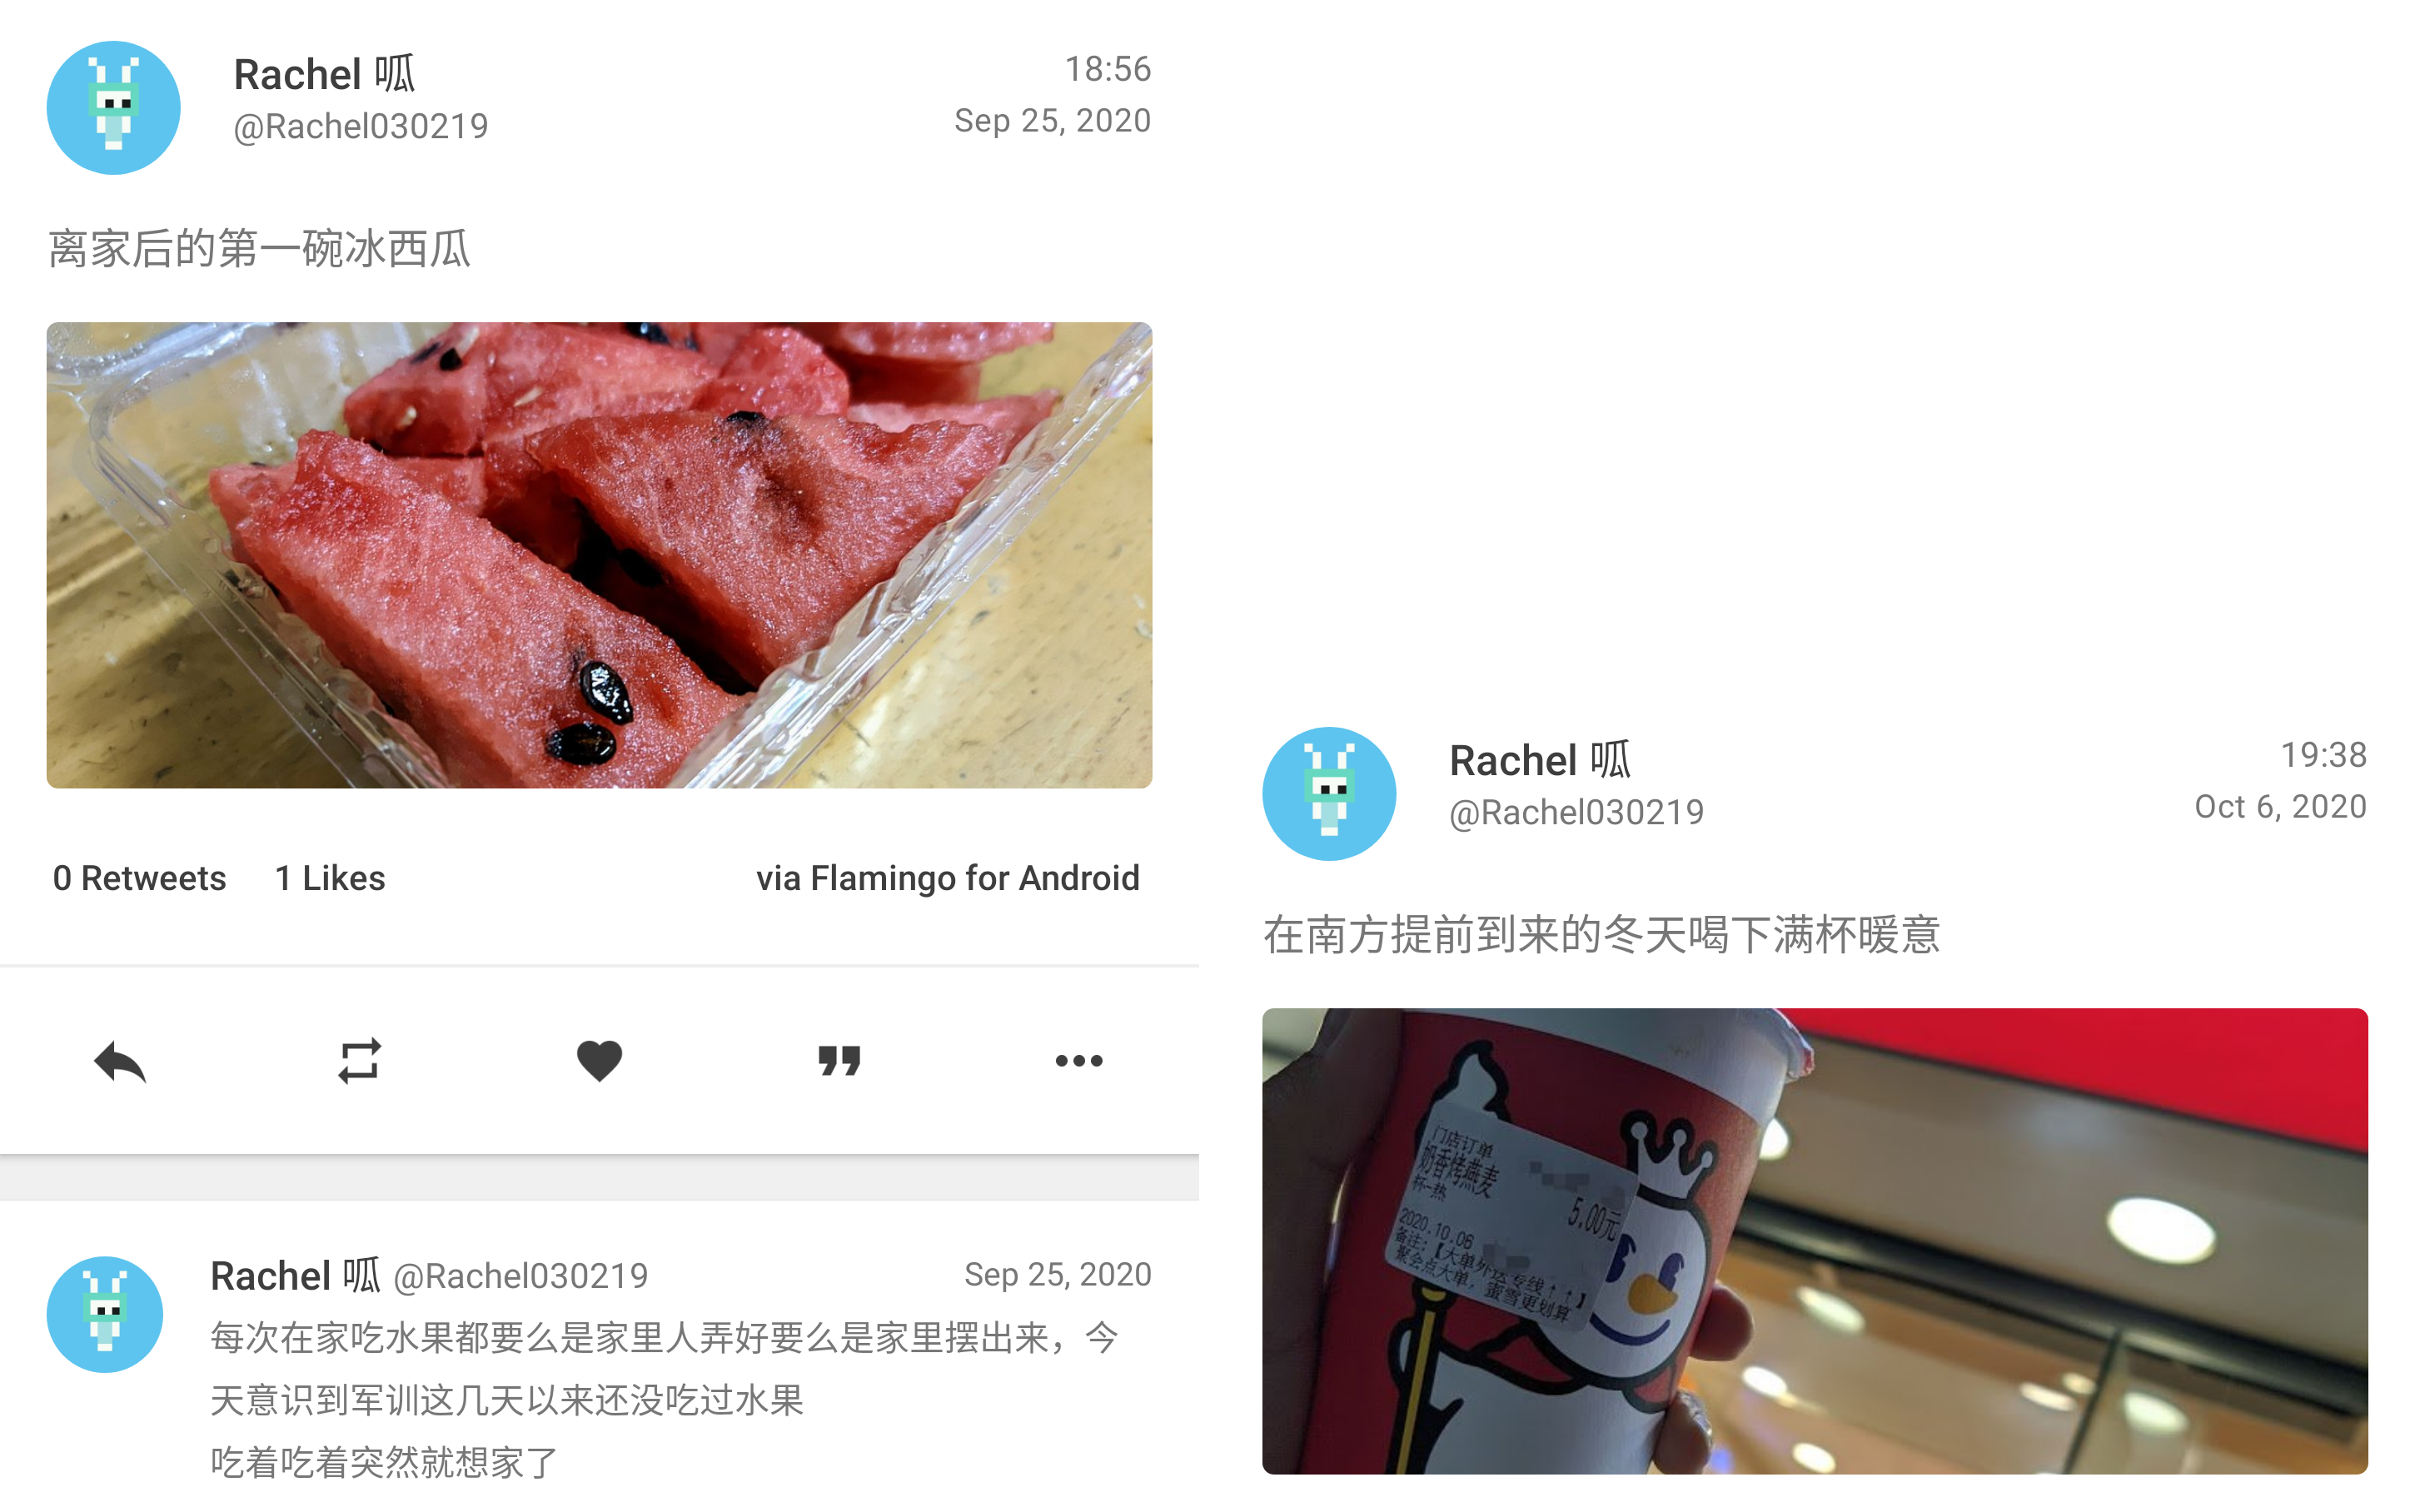 Rachel 呱
18:56
@Rachel030219
Sep 25, 2020
离家后的第一碗冰西瓜
0 Retweets 1 Likes via Flamingo for Android
Rachel 呱 @Rachel030219 Sep 25, 2020
每次在家吃水果都要么是家里人弄好要么是家里摆出来，今
天意识到军训这几天以来还没吃过水果
吃着吃着突然就想家了
Rachel 呱
19:38
@Rachel030219
Oct 6, 2020
在南方提前到来的冬天喝下满杯暖意
门店订单
奶香烤燕麦
杯-热
5.00元
2020.10.06
备注:【大单外送专线↑↑】
聚会点大单，蜜雪更划算